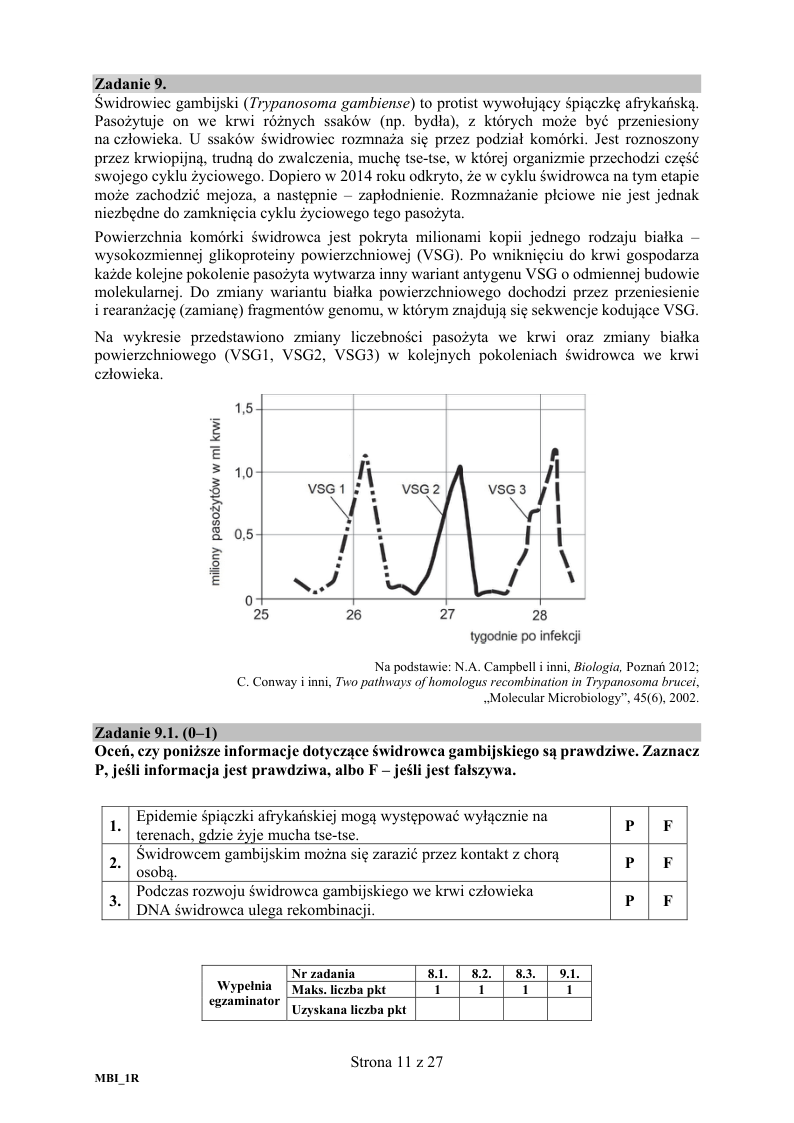 Zadanie 9.
Świdrowiec gambijski (Trypanosoma gambiense) to protist wywołujący śpiączkę afrykańską.
Pasożytuje on we krwi różnych ssaków (np. bydła), z których może być przeniesiony
na człowieka. U ssaków świdrowiec rozmnaża się przez podział komórki. Jest roznoszony
przez krwiopijną, trudną do zwalczenia, muchę tse-tse, w której organizmie przechodzi część
swojego cyklu życiowego. Dopiero w 2014 roku odkryto, że w cyklu świdrowca na tym etapie
może zachodzić mejoza, a następnie – zapłodnienie. Rozmnażanie płciowe nie jest jednak
niezbędne do zamknięcia cyklu życiowego tego pasożyta.
Powierzchnia komórki świdrowca jest pokryta milionami kopii jednego rodzaju białka –
wysokozmiennej glikoproteiny powierzchniowej (VSG). Po wniknięciu do krwi gospodarza
każde kolejne pokolenie pasożyta wytwarza inny wariant antygenu VSG o odmiennej budowie
molekularnej. Do zmiany wariantu białka powierzchniowego dochodzi przez przeniesienie
i rearanżację (zamianę) fragmentów genomu, w którym znajdują się sekwencje kodujące VSG.
Na wykresie przedstawiono zmiany liczebności pasożyta we krwi oraz zmiany białka
powierzchniowego (VSG1, VSG2, VSG3) w kolejnych pokoleniach świdrowca we krwi
człowieka.
miliony pasożytów w ml krwi
1,5
1,0
0,5
0
VSG 1
VSG 2
VSG 3
25 26 27 28
tygodnie po infekcji
Na podstawie: N.A. Campbell i inni, Biologia, Poznań 2012;
C. Conway i inni, Two pathways of homologus recombination in Trypanosoma brucei,
„Molecular Microbiology”, 45(6), 2002.
Zadanie 9.1. (0–1)
Oceń, czy poniższe informacje dotyczące świdrowca gambijskiego są prawdziwe. Zaznacz
P, jeśli informacja jest prawdziwa, albo F – jeśli jest fałszywa.
1. Epidemie śpiączki afrykańskiej mogą występować wyłącznie na
terenach, gdzie żyje mucha tse-tse. P F
2. Świdrowcem gambijskim można się zarazić przez kontakt z chorą
osobą. P F
3. Podczas rozwoju świdrowca gambijskiego we krwi człowieka
DNA świdrowca ulega rekombinacji. P F
Wypełnia
egzaminator
Nr zadania 8.1. 8.2. 8.3. 9.1.
Maks. liczba pkt 1 1 1 1
Uzyskana liczba pkt
Strona 11 z 27
MBI_1R